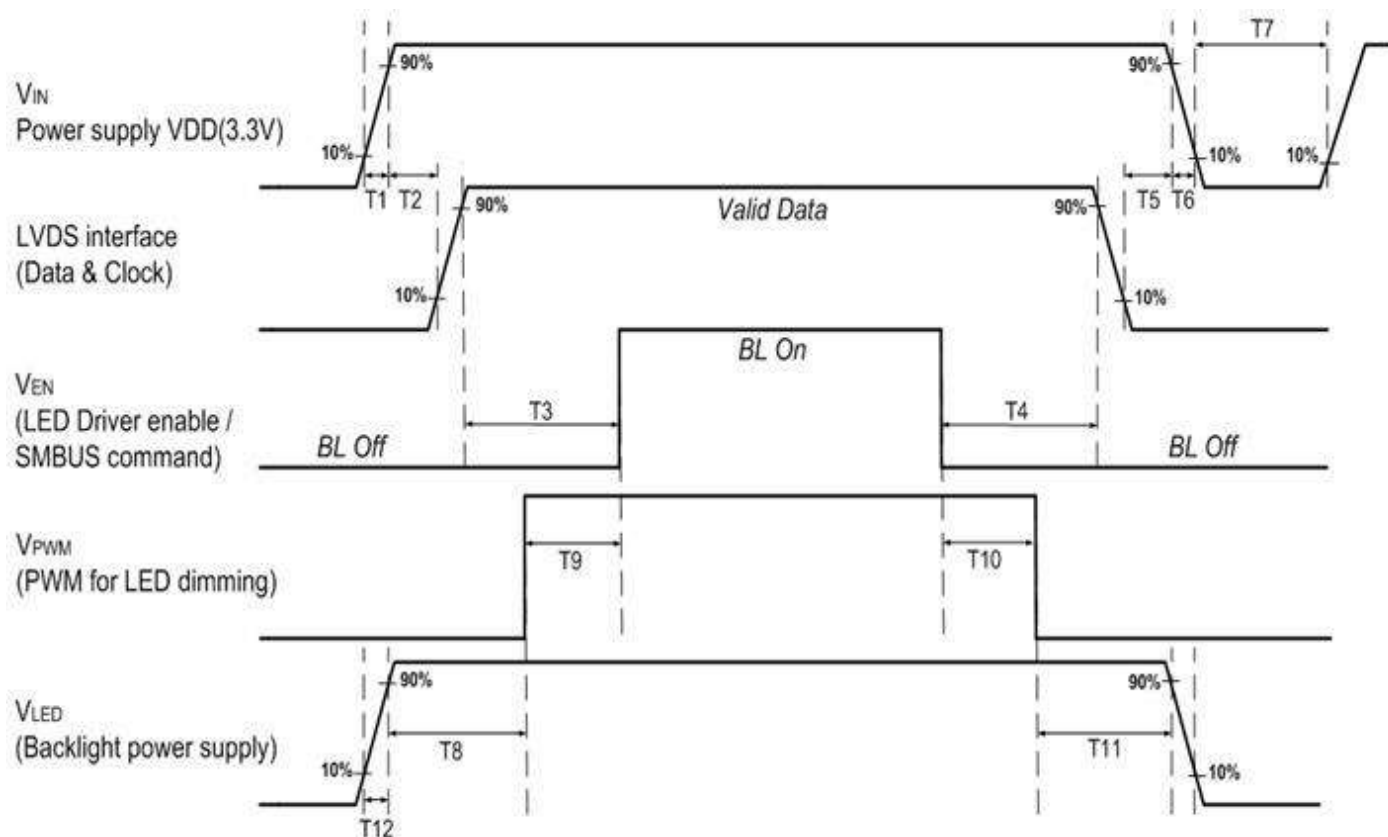 T7
90%
90%
VIN
Power supply VDD(3.3V)
10%
10%
10%
T1
T2
T5
T6
90%
Valid Data
90%
LVDS interface
(Data & Clock)
10%
10%
BL On
VEN
(LED Driver enable /
SMBUS command)
T3
T4
BL Off
BL Off
VPWM
(PWM for LED dimming)
T9
T10
90%
90%
VLED
(Backlight power supply)
T8
T11
10%
10%
T12